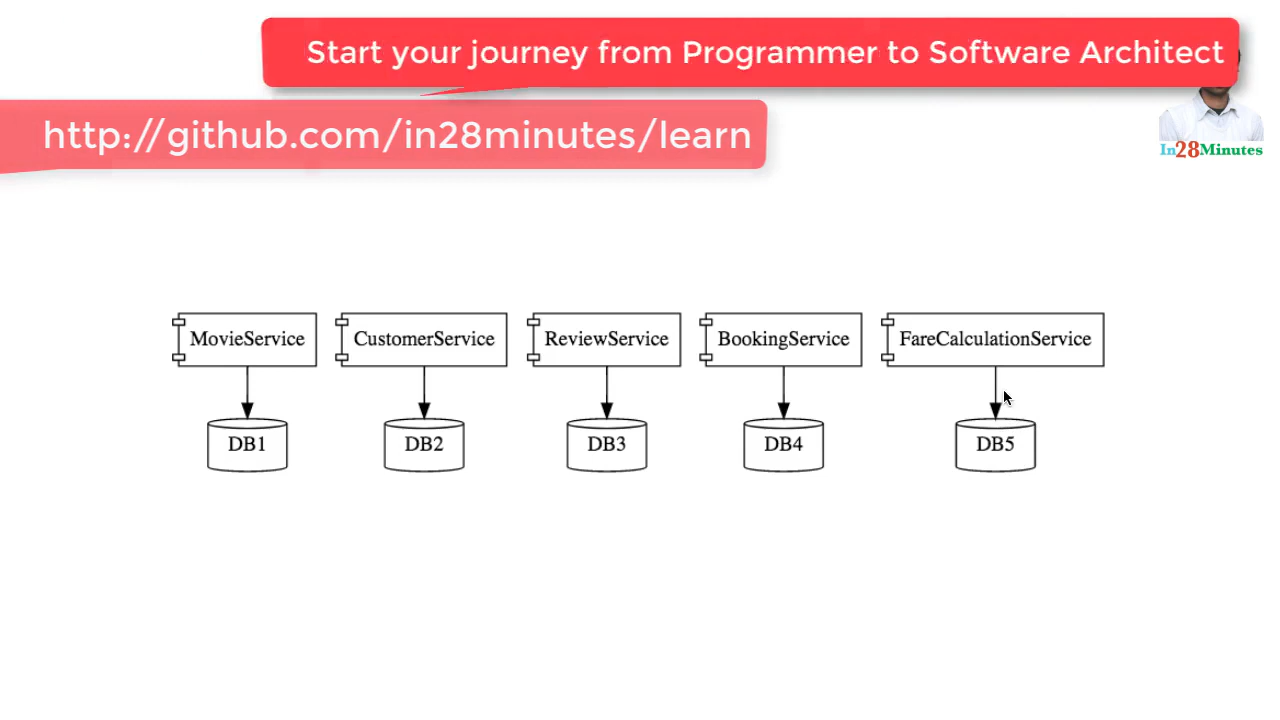 Start your journey from Programmer to Software Architect
http://github.com/in28minutes/learn
In28Minutes
MovieService
CustomerService
ReviewService
BookingService
FareCalculationService
DB1
DB2
DB3
DB4
DB5